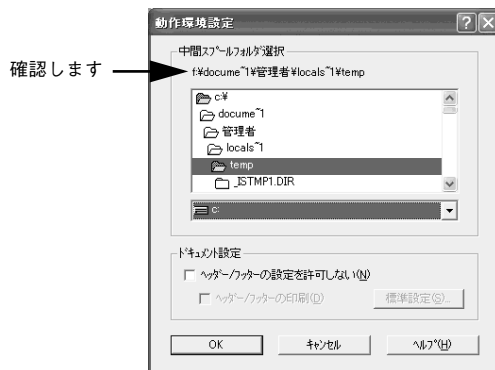 動作環境設定
中間ｽﾌﾟｰﾙﾌｫﾙﾀﾞ選択
確認します
f:¥docume~1¥管理者¥locals~1¥temp
c:¥
docume~1
管理者
locals~1
temp
_ISTMP1.DIR
c:
ﾄﾞｷｭﾒﾝﾄ設定
ﾍｯﾀﾞｰ/ﾌｯﾀｰの設定を許可しない(N)
ﾍｯﾀﾞｰ/ﾌｯﾀｰの印刷(D)
標準設定(S)...
OK
ｷｬﾝｾﾙ
ﾍﾙﾌﾟ(H)